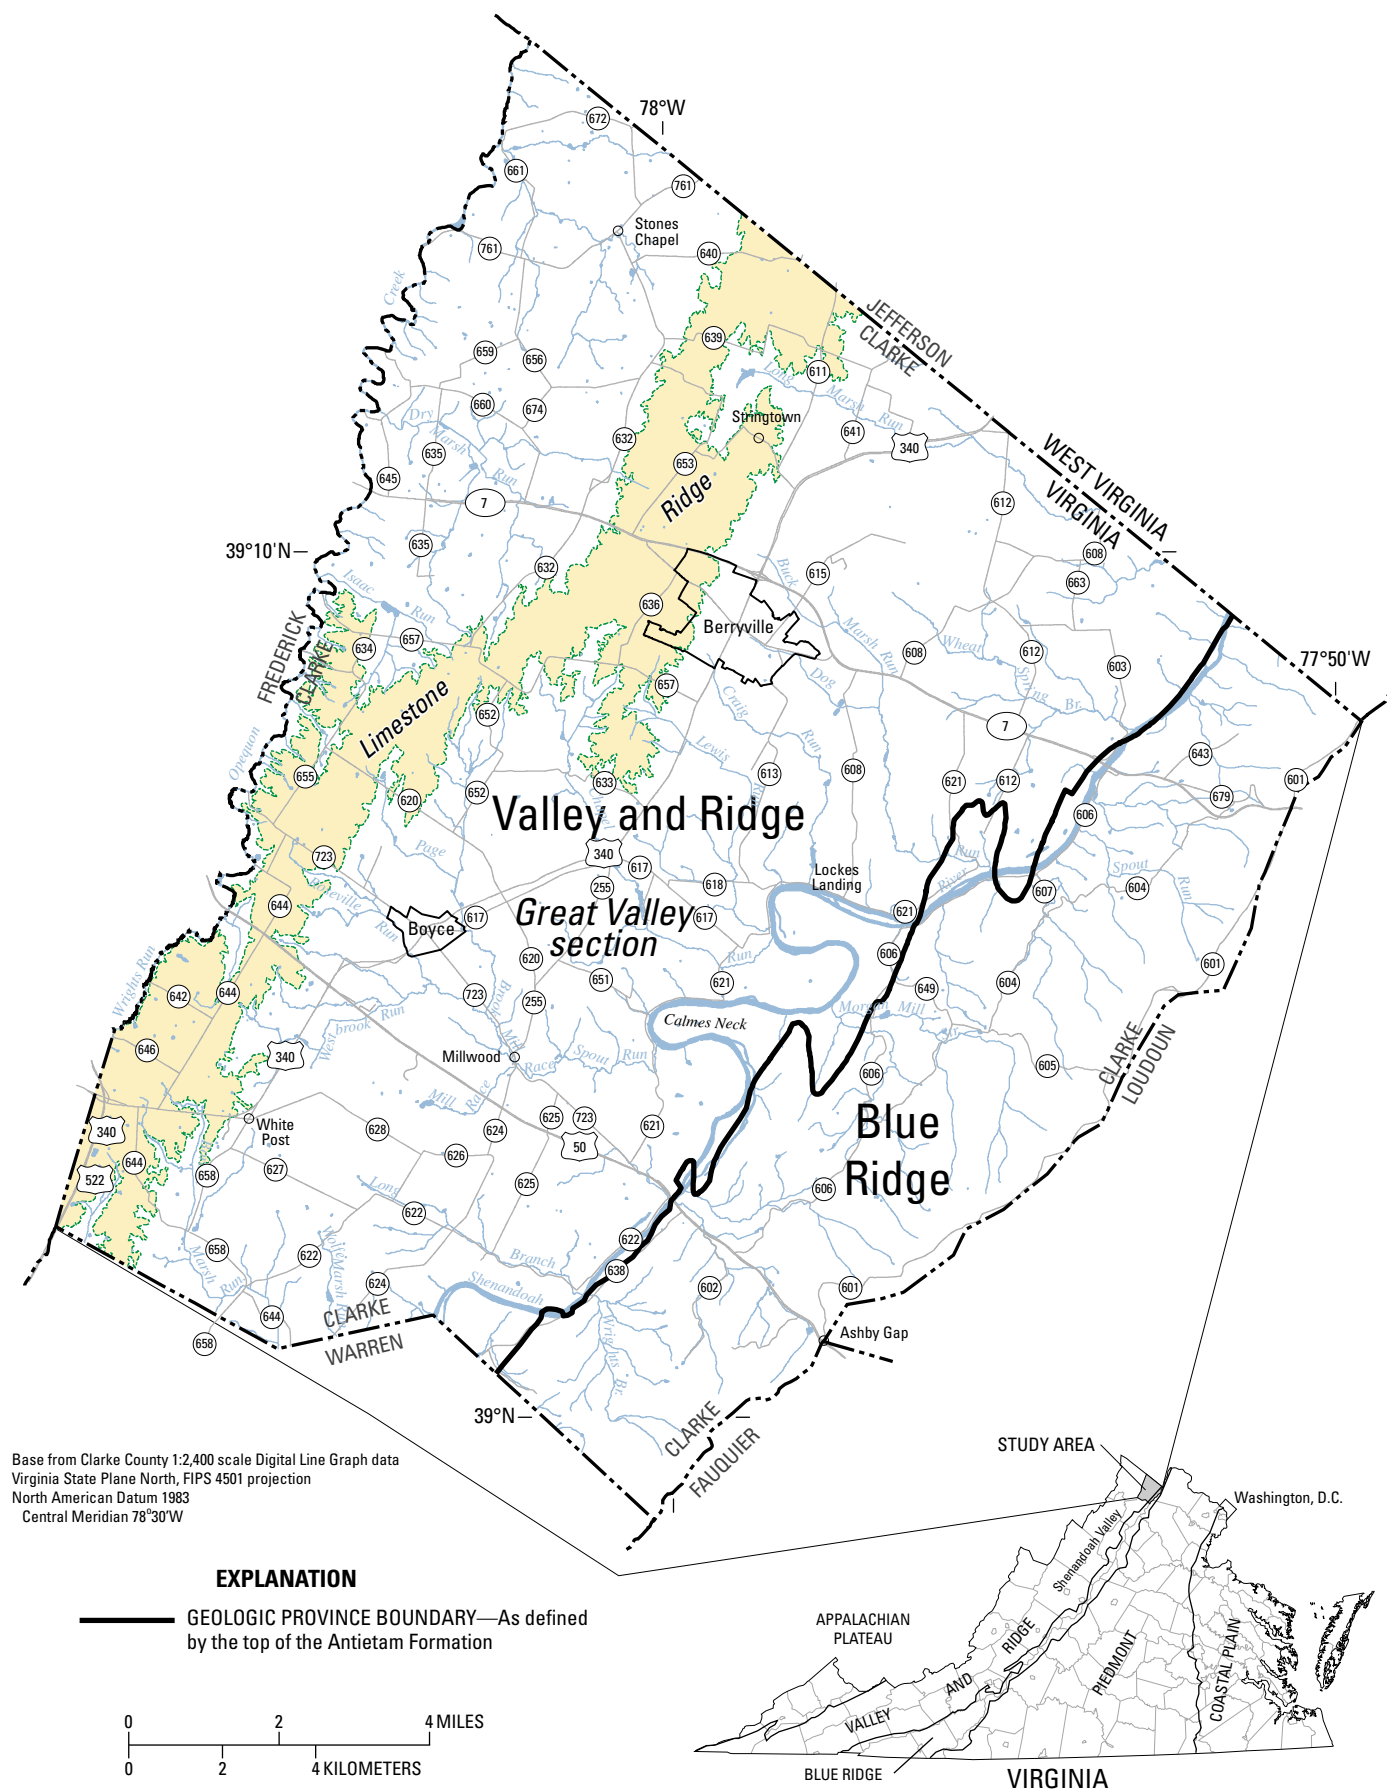 78°W
672
661
761
Stones
Chapel
761
640
Creek
JEFFERSON
CLARKE
639
659
656
611
Long
Marsh
Run
660
674
Dry
Marsh
Run
Stringtown
632
641
340
635
653
645
Ridge
7
612
WEST VIRGINIA
VIRGINIA
39°10'N
635
608
632
Buck
615
663
Isaac
Run
636
Berryville
Marsh Run
FREDERICK
CLARKE
634
657
608
Wheat
612
603
77°50'W
Spring
Br.
657
Dog
Craig
Run
Limestone
652
7
Opequon
Lewis
643
655
613
608
621
612
601
633
652
679
620
Run
606
Valley and Ridge
723
Page
340
617
Lockes
Landing
Run
Spout
Run
604
618
255
River
607
644
Run
Boyce
617
Great Valley
section
617
621
606
Wrights Run
620
Run
601
642
644
723
651
621
649
604
255
Brook
Morgan
Mill
Westbrook
Run
Calmes Neck
646
340
Millwood
Mill
Race
Spout
Run
CLARKE
LOUDOUN
605
606
Mill
Race
Blue
Ridge
White
Post
340
628
624
625
723
621
50
644
626
522
658
627
625
606
Long
622
622
658
622
Branch
Marsh
Run
638
Shenandoah
624
602
601
644
CLARKE
WARREN
Wrights
Br.
658
Ashby Gap
39°N
CLARKE
FAUQUIER
Base from Clarke County 1:2,400 scale Digital Line Graph data
Virginia State Plane North, FIPS 4501 projection
North American Datum 1983
Central Meridian 78°30'W
STUDY AREA
Washington, D.C.
Shenandoah Valley
EXPLANATION
GEOLOGIC PROVINCE BOUNDARY—As defined
by the top of the Antietam Formation
APPALACHIAN
PLATEAU
VALLEY
AND
RIDGE
PIEDMONT
COASTAL PLAIN
BLUE RIDGE
VIRGINIA
0 2 4 MILES
0 2 4 KILOMETERS